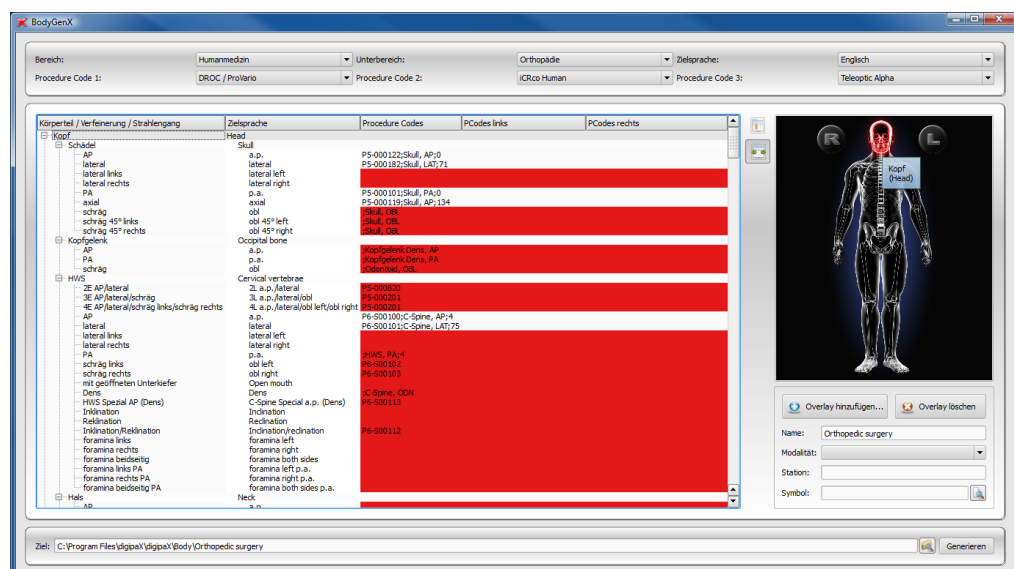 BodyGenX
Bereich: Humanmedizin Unterbereich: Orthopädie Zielsprache: Englisch
Procedure Code 1: DROC / ProVario Procedure Code 2: iCRco Human Procedure Code 3: Teleoptic Alpha
Körperteil / Verfeinerung / Strahlengang Zielsprache Procedure Codes PCodes links PCodes rechts
Kopf Head
Schädel Skull
AP a.p. P5-000122;Skull, AP;0
lateral lateral P5-000182;Skull, LAT;71
lateral links lateral left
lateral rechts lateral right
PA p.a. P5-000101;Skull, PA;0
axial axial P5-000119;Skull, AP;134
schräg obl ;Skull, OBL
schräg 45° links obl 45° left ;Skull, OBL
schräg 45° rechts obl 45° right ;Skull, OBL
Kopfgelenk Occipital bone
AP a.p. ;Kopfgelenk Dens, AP
PA p.a. ;Kopfgelenk Dens, PA
schräg obl ;Odontoid, OBL
HWS Cervical vertebrae
2E AP/lateral 2L a.p./lateral P5-000820
3E AP/lateral/schräg 3L a.p./lateral/obl P5-000201
4E AP/lateral/schräg links/schräg rechts 4L a.p./lateral/obl left/obl right P5-000201
AP a.p. P6-S00100;C-Spine, AP;4
lateral lateral P6-S00101;C-Spine, LAT;75
lateral links lateral left
lateral rechts lateral right
PA p.a. ;HWS, PA;4
schräg links obl left P6-S00102
schräg rechts obl right P6-S00103
mit geöffneten Unterkiefer Open mouth
Dens Dens ;C-Spine, ODN
HWS Spezial AP (Dens) C-Spine Special a.p. (Dens) P6-S00113
Inklination Indination
Reklination Redination
Inklination/Reklination Indination/redination P6-S00112
foramina links foramina left
foramina rechts foramina right
foramina beidseitig foramina both sides
foramina links PA foramina left p.a.
foramina rechts PA foramina right p.a.
foramina beidseitig PA foramina both sides p.a.
Hals Neck
AP a.p.
R L
Kopf
(Head)
Overlay hinzufügen... Overlay löschen
Name: Orthopedic surgery
Modalität:
Station:
Symbol:
Ziel: C:\Program Files\digipaX\digipaX\Body\Orthopedic surgery Generieren